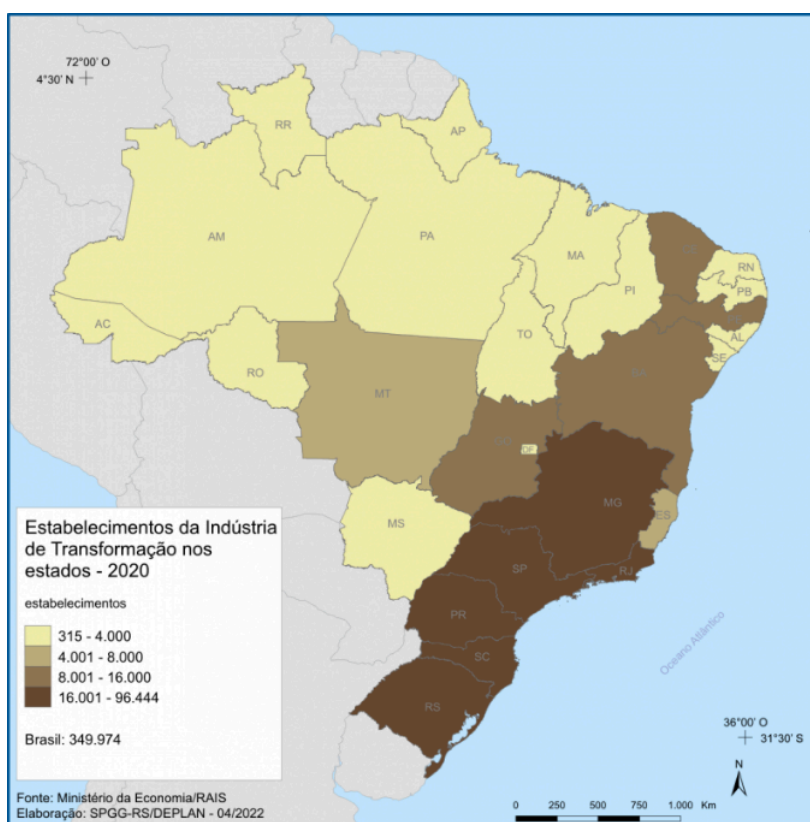 72°00' O
4°30' N
RR
AP
AM
PA
MA
RN
PB
PI
AC
TO
AL
SE
RO
MT
BA
GO
DF
MG
MS
ES
SP
RJ
PR
SC
RS
Oceano Atlântico
Estabelecimentos da Indústria
de Transformação nos
estados - 2020
estabelecimentos
315 - 4.000
4.001 - 8.000
8.001 - 16.000
16.001 - 96.444
Brasil: 349.974
36°00' O
31°30' S
N
Fonte: Ministério da Economia/RAIS
Elaboração: SPGG-RS/DEPLAN - 04/2022
0 250 500 750 1.000 Km